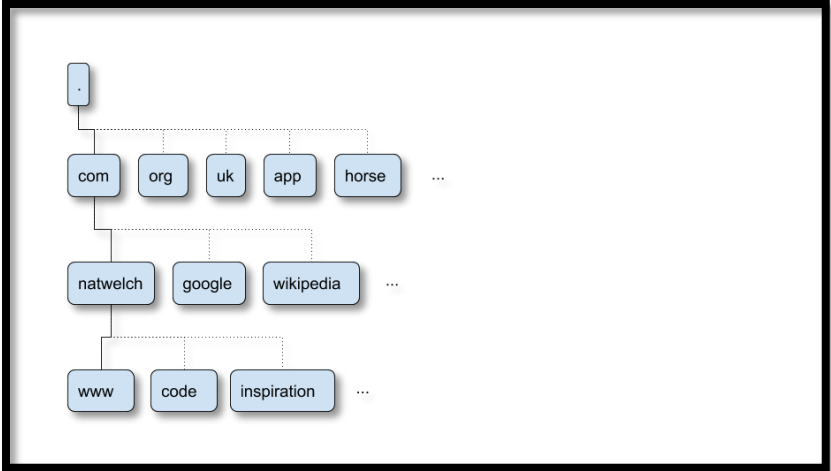 .
com org uk app horse ...
natwelch google wikipedia ...
www code inspiration ...